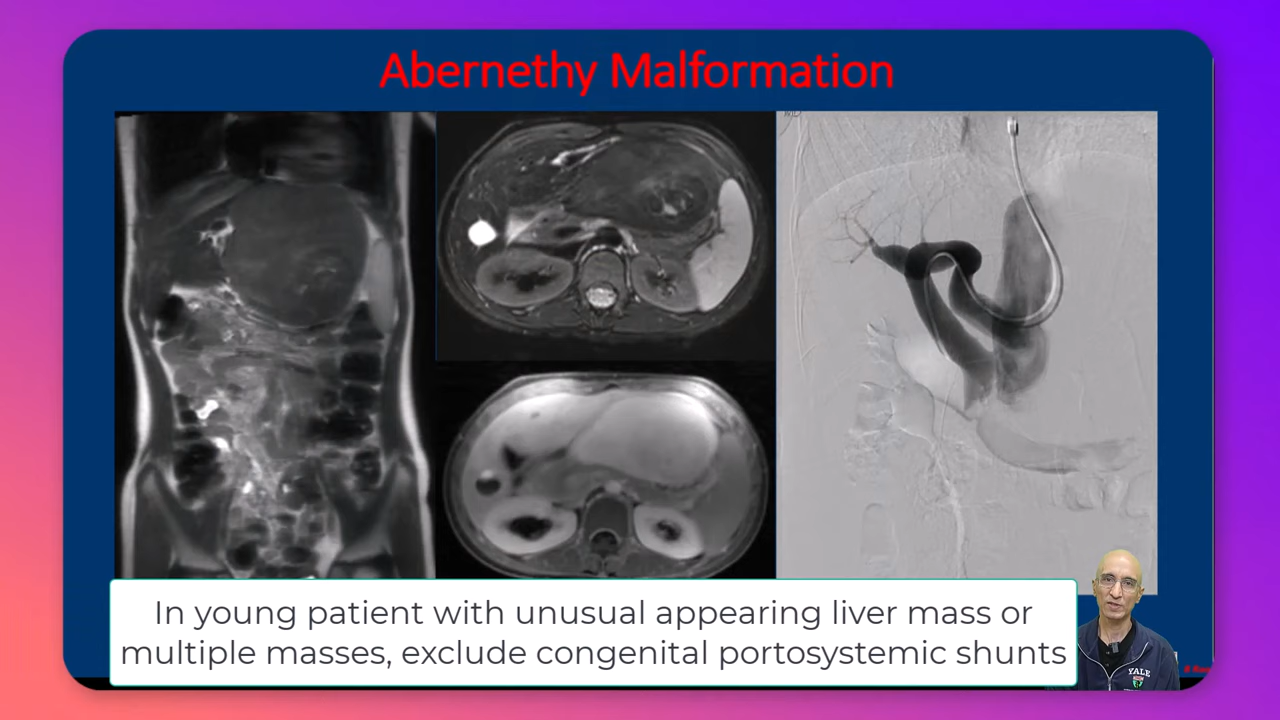 Abernethy Malformation
In young patient with unusual appearing liver mass or
multiple masses, exclude congenital portosystemic shunts
YALE